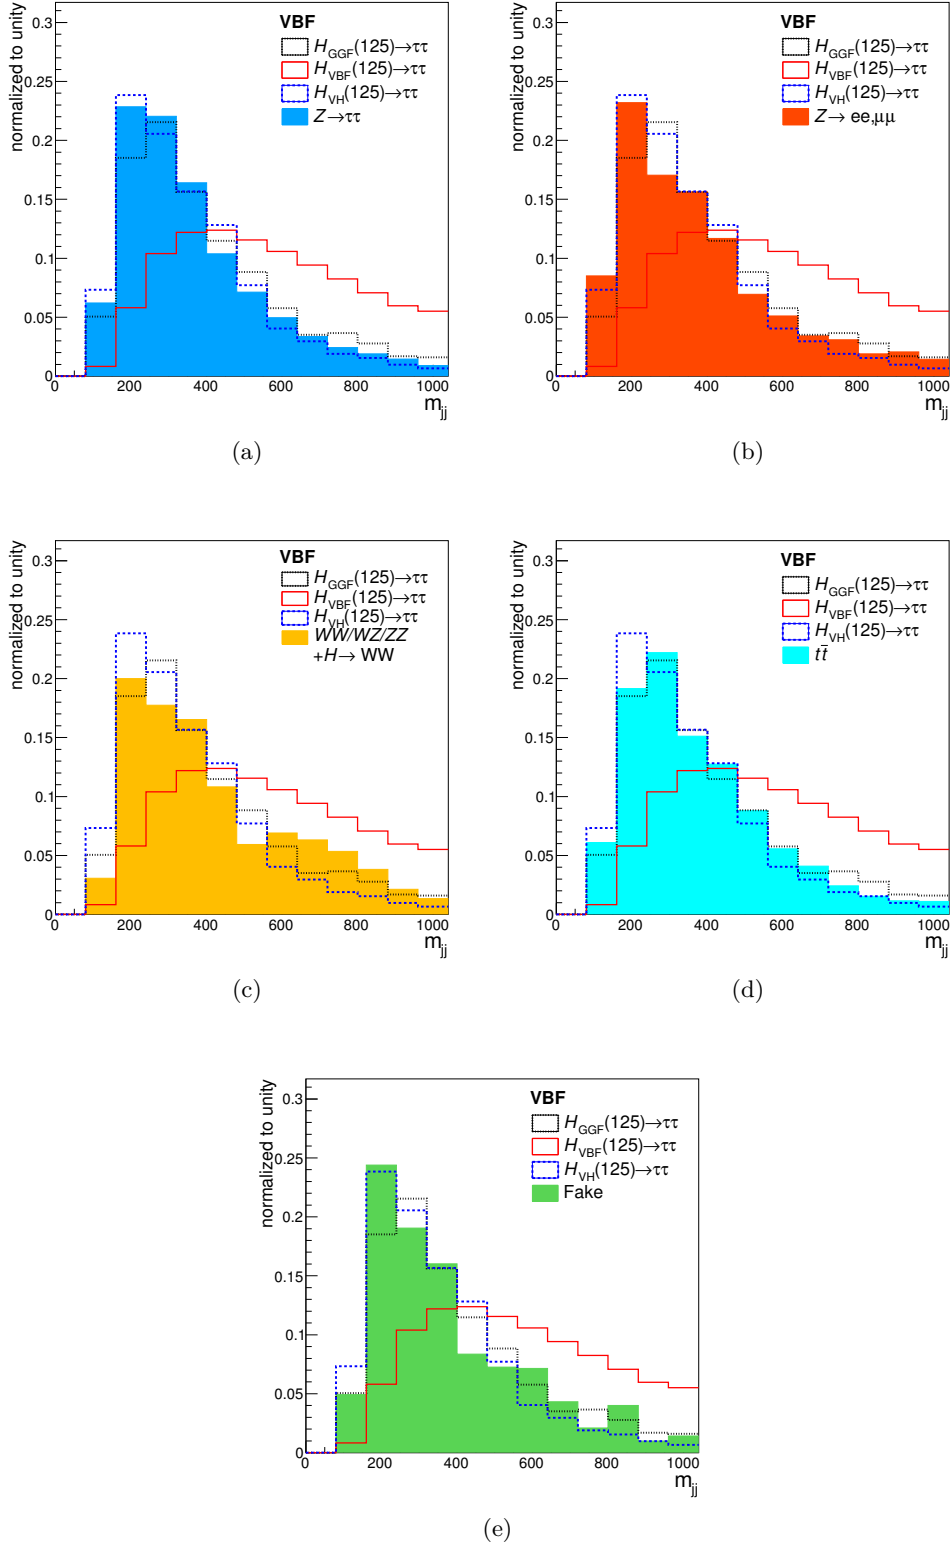 normalized to unity
VBF
H_GGF(125)→ττ
H_VBF(125)→ττ
H_VH(125)→ττ
Z→ττ
0.3
0.25
0.2
0.15
0.1
0.05
0
0 200 400 600 800 1000
m_jj
(a)
normalized to unity
VBF
H_GGF(125)→ττ
H_VBF(125)→ττ
H_VH(125)→ττ
Z→ ee,μμ
0.3
0.25
0.2
0.15
0.1
0.05
0
0 200 400 600 800 1000
m_jj
(b)
normalized to unity
VBF
H_GGF(125)→ττ
H_VBF(125)→ττ
H_VH(125)→ττ
WW/WZ/ZZ
+H→ WW
0.3
0.25
0.2
0.15
0.1
0.05
0
0 200 400 600 800 1000
m_jj
(c)
normalized to unity
VBF
H_GGF(125)→ττ
H_VBF(125)→ττ
H_VH(125)→ττ
tt̄
0.3
0.25
0.2
0.15
0.1
0.05
0
0 200 400 600 800 1000
m_jj
(d)
normalized to unity
VBF
H_GGF(125)→ττ
H_VBF(125)→ττ
H_VH(125)→ττ
Fake
0.3
0.25
0.2
0.15
0.1
0.05
0
0 200 400 600 800 1000
m_jj
(e)